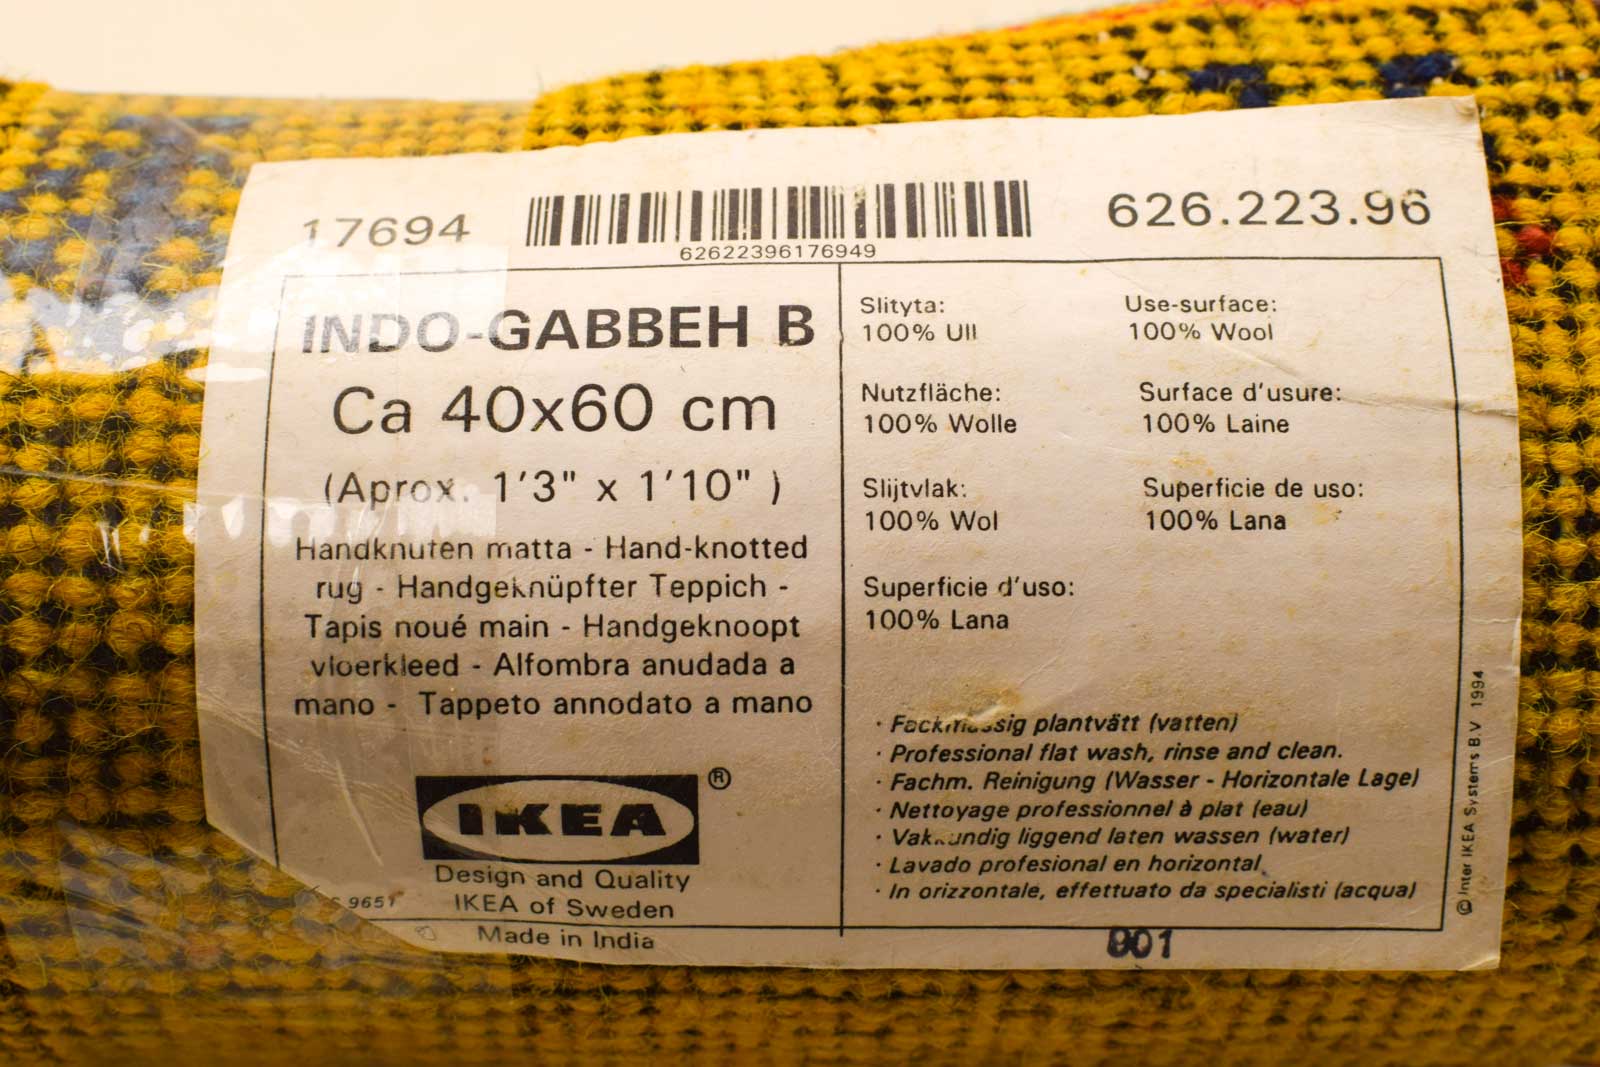 17694
62622396176949
626.223.96
INDO-GABBEH B
Ca 40x60 cm
(Aprox. 1'3" x 1'10" )
Handknuten matta - Hand-knotted
rug - Handgeknüpfter Teppich -
Tapis noué main - Handgeknoopt
vloerkleed - Alfombra anudada a
mano - Tappeto annodato a mano
IKEA®
Design and Quality
IKEA of Sweden
9651
Made in India
Slityta:
100% Ull
Use-surface:
100% Wool
Nutzfläche:
100% Wolle
Surface d'usure:
100% Laine
Slijtvlak:
100% Wol
Superficie de uso:
100% Lana
Superficie d'uso:
100% Lana
· Fackmässig plantvätt (vatten)
· Professional flat wash, rinse and clean.
· Fachm. Reinigung (Wasser - Horizontale Lage)
· Nettoyage professionnel à plat (eau)
· Vakkundig liggend laten wassen (water)
· Lavado profesional en horizontal.
· In orizzontale, effettuato da specialisti (acqua)
© Inter IKEA Systems B.V 1994
001